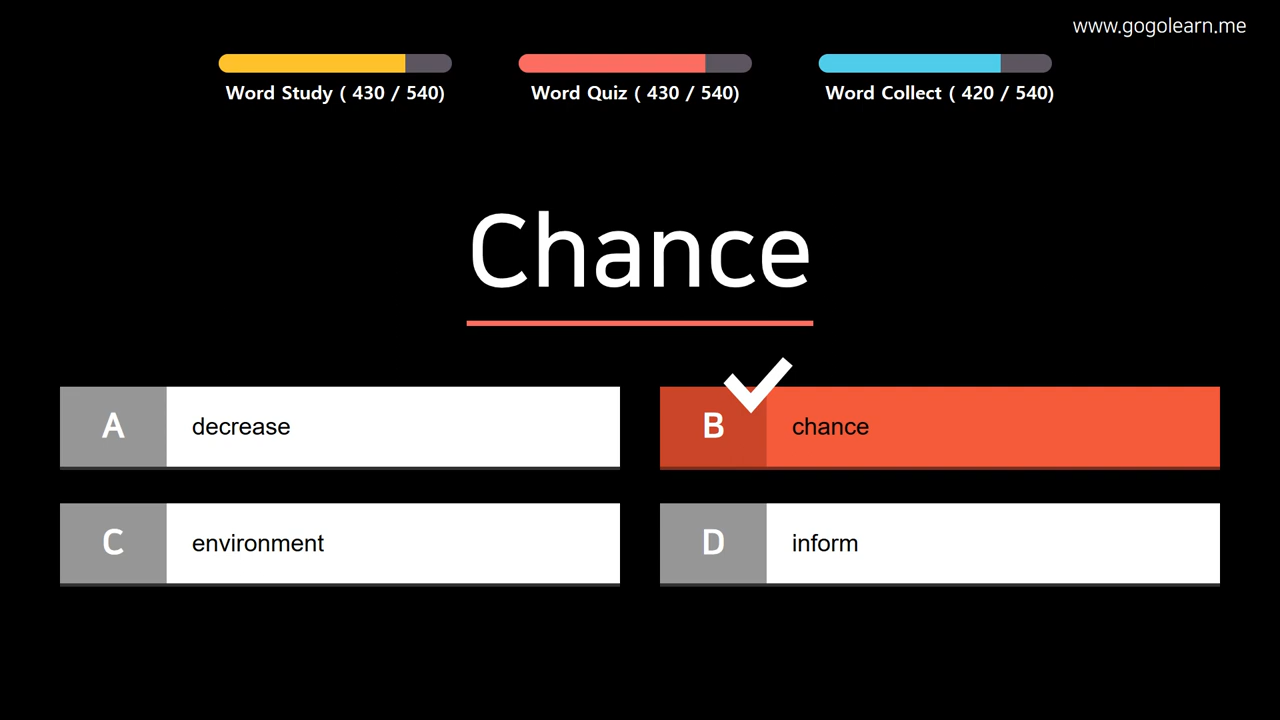 www.gogolearn.me
Word Study ( 430 / 540)
Word Quiz ( 430 / 540)
Word Collect ( 420 / 540)
Chance
A decrease
B chance
C environment
D inform